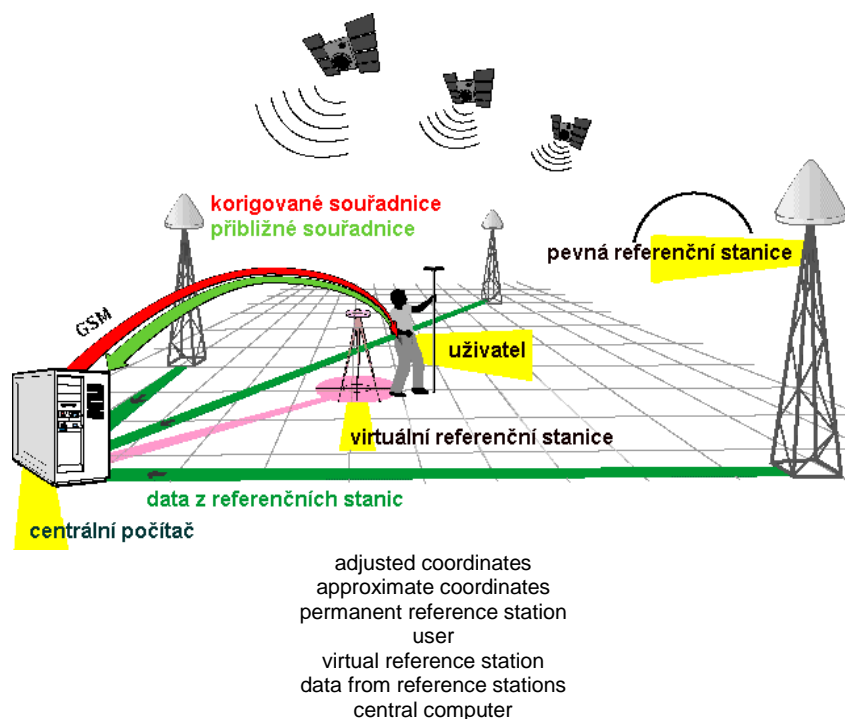 korigované souřadnice
přibližné souřadnice
pevná referenční stanice
GSM
uživatel
virtuální referenční stanice
data z referenčních stanic
centrální počítač
adjusted coordinates
approximate coordinates
permanent reference station
user
virtual reference station
data from reference stations
central computer